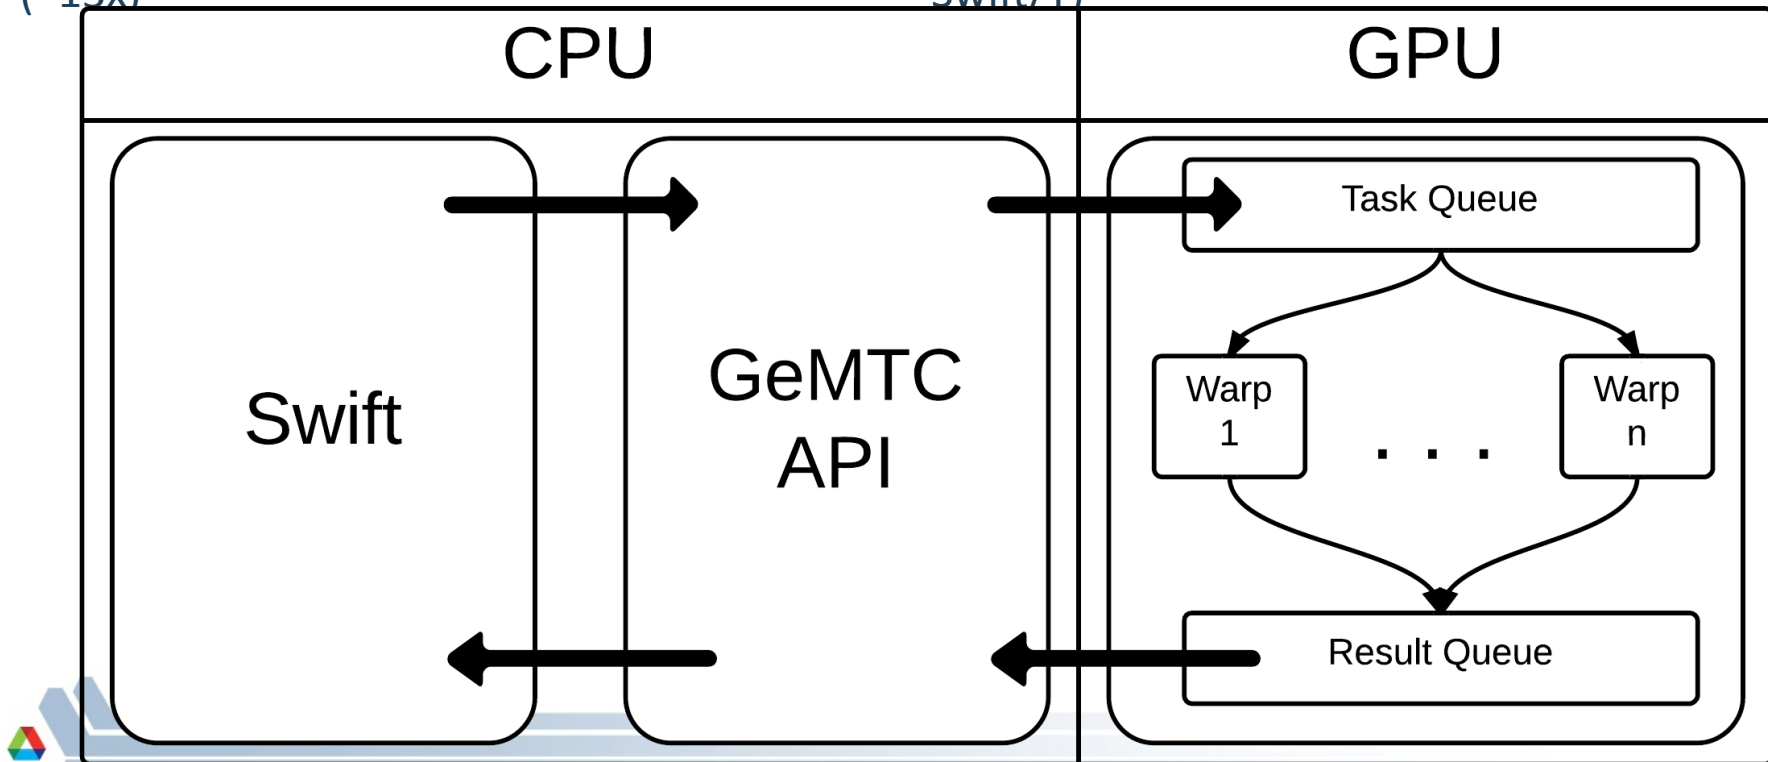 CPU
GPU
Swift
GeMTC
API
Task Queue
Warp
1
. . .
Warp
n
Result Queue